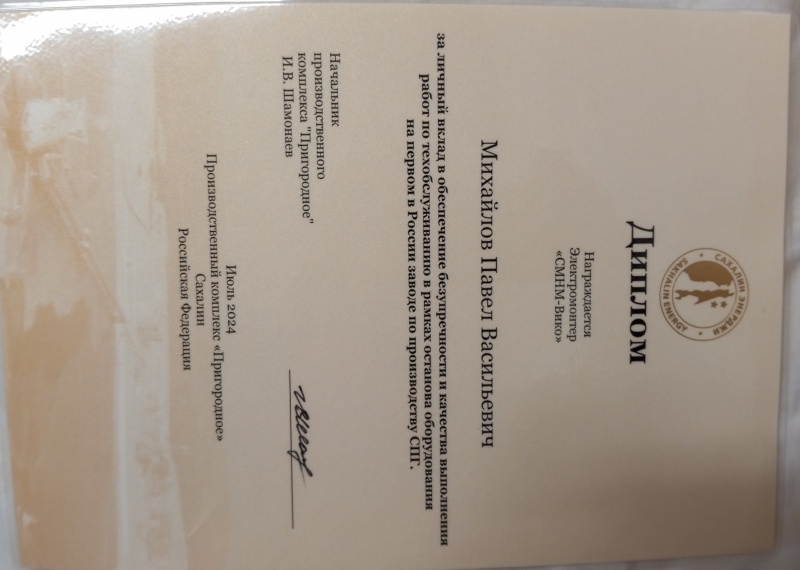 САХАЛИН ЭНЕРДЖИ
SAKHALIN ENERGY
Диплом
Награждается
Электромонтер
«СМНМ-Вико»
Михайлов Павел Васильевич
за личный вклад в обеспечение безупречности и качества выполнения
работ по техобслуживанию в рамках останова оборудования
на первом в России заводе по производству СПГ.
Начальник
производственного
комплекса "Пригородное"
И.В. Шамонаев
Июль 2024
Производственный комплекс «Пригородное»
Сахалин
Российская Федерация